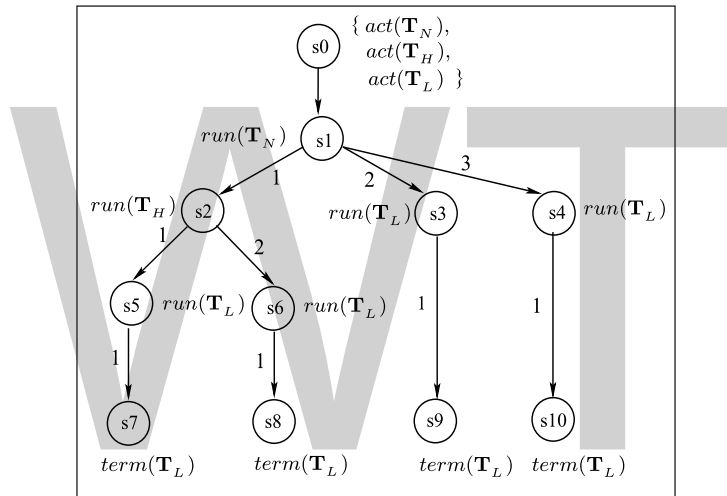 s0
{ act(T_N),
act(T_H),
act(T_L) }
run(T_N)
s1
1
2
3
run(T_H)
s2
run(T_L)
s3
s4
run(T_L)
1
2
1
1
s5
run(T_L)
s6
run(T_L)
1
1
s7
s8
s9
s10
term(T_L)
term(T_L)
term(T_L)
term(T_L)
WT